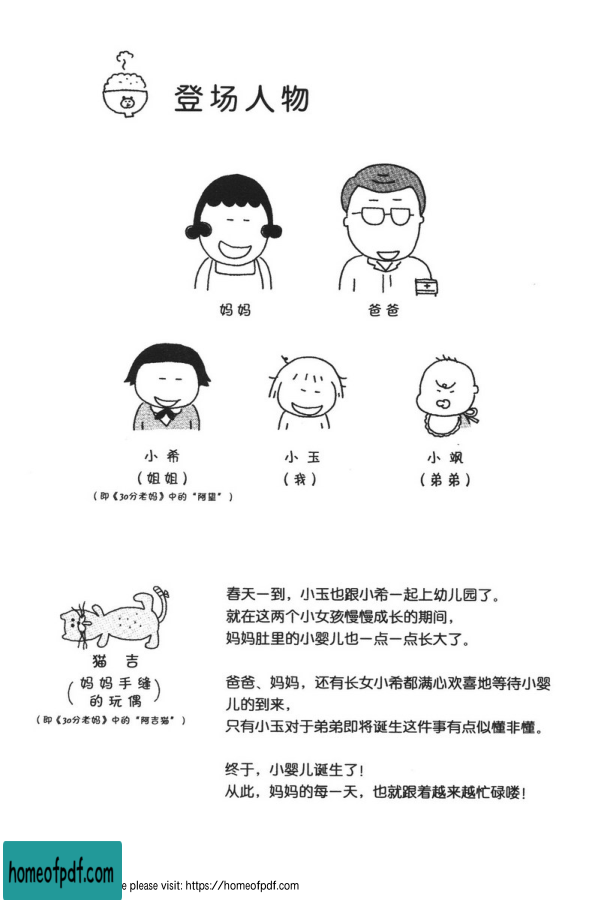 登场人物
妈妈
爸爸
小希
(姐姐)
(即《30分老妈》中的“阿望”)
小玉
(我)
小飒
(弟弟)
猫吉
(妈妈手缝的玩偶)
(即《30分老妈》中的“阿吉猫”)
春天一到，小玉也跟小希一起上幼儿园了。
就在这两个小女孩慢慢成长的期间，
妈妈肚里的小婴儿也一点一点长大了。
爸爸、妈妈，还有长女小希都满心欢喜地等待小婴
儿的到来，
只有小玉对于弟弟即将诞生这件事有点似懂非懂。
终于，小婴儿诞生了！
从此，妈妈的每一天，也就跟着越来越忙碌喽！
homeofpdf.com
e please visit: https://homeofpdf.com